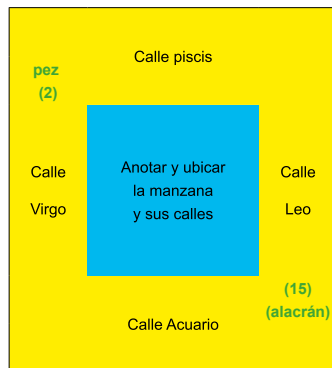 Calle piscis
pez
(2)
Calle
Virgo
Anotar y ubicar
la manzana
y sus calles
Calle
Leo
(15)
(alacrán)
Calle Acuario